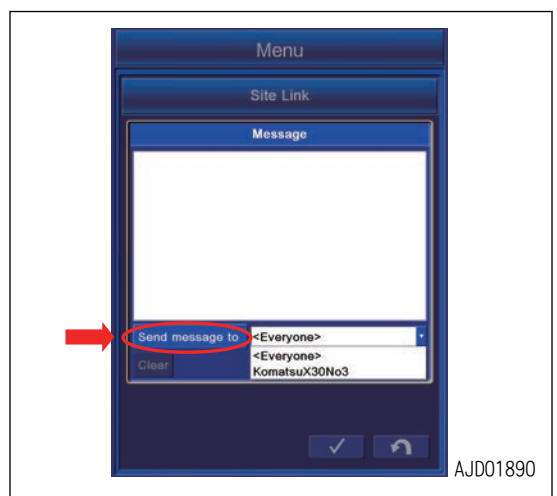 Menu
Site Link
Message
Send message to <Everyone>
<Everyone>
Clear
KomatsuX30No3
AJD01890